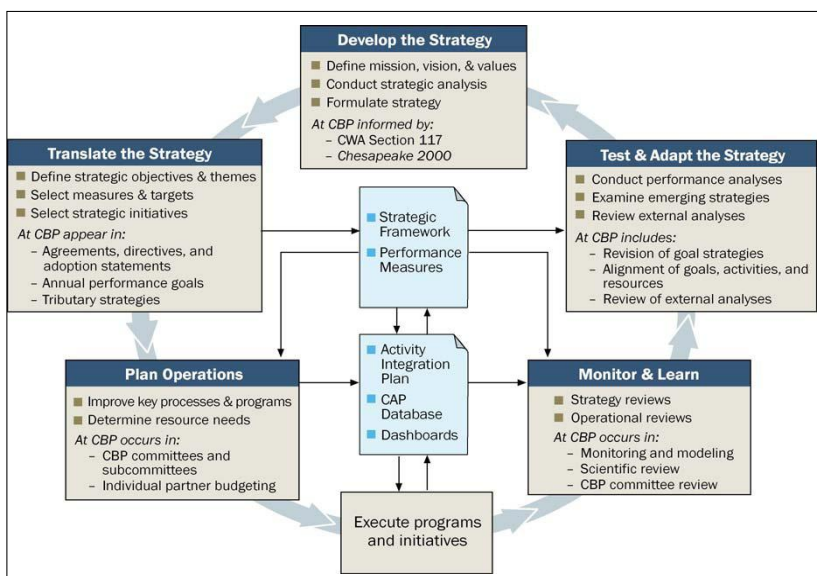 Develop the Strategy
Define mission, vision, & values
Conduct strategic analysis
Formulate strategy
At CBP informed by:
– CWA Section 117
– Chesapeake 2000
Translate the Strategy
Define strategic objectives & themes
Select measures & targets
Select strategic initiatives
At CBP appear in:
– Agreements, directives, and
adoption statements
– Annual performance goals
– Tributary strategies
Strategic
Framework
Performance
Measures
Test & Adapt the Strategy
Conduct performance analyses
Examine emerging strategies
Review external analyses
At CBP includes:
– Revision of goal strategies
– Alignment of goals, activities, and
resources
– Review of external analyses
Plan Operations
Improve key processes & programs
Determine resource needs
At CBP occurs in:
– CBP committees and
subcommittees
– Individual partner budgeting
Activity
Integration
Plan
CAP
Database
Dashboards
Monitor & Learn
Strategy reviews
Operational reviews
At CBP occurs in:
– Monitoring and modeling
– Scientific review
– CBP committee review
Execute programs
and initiatives